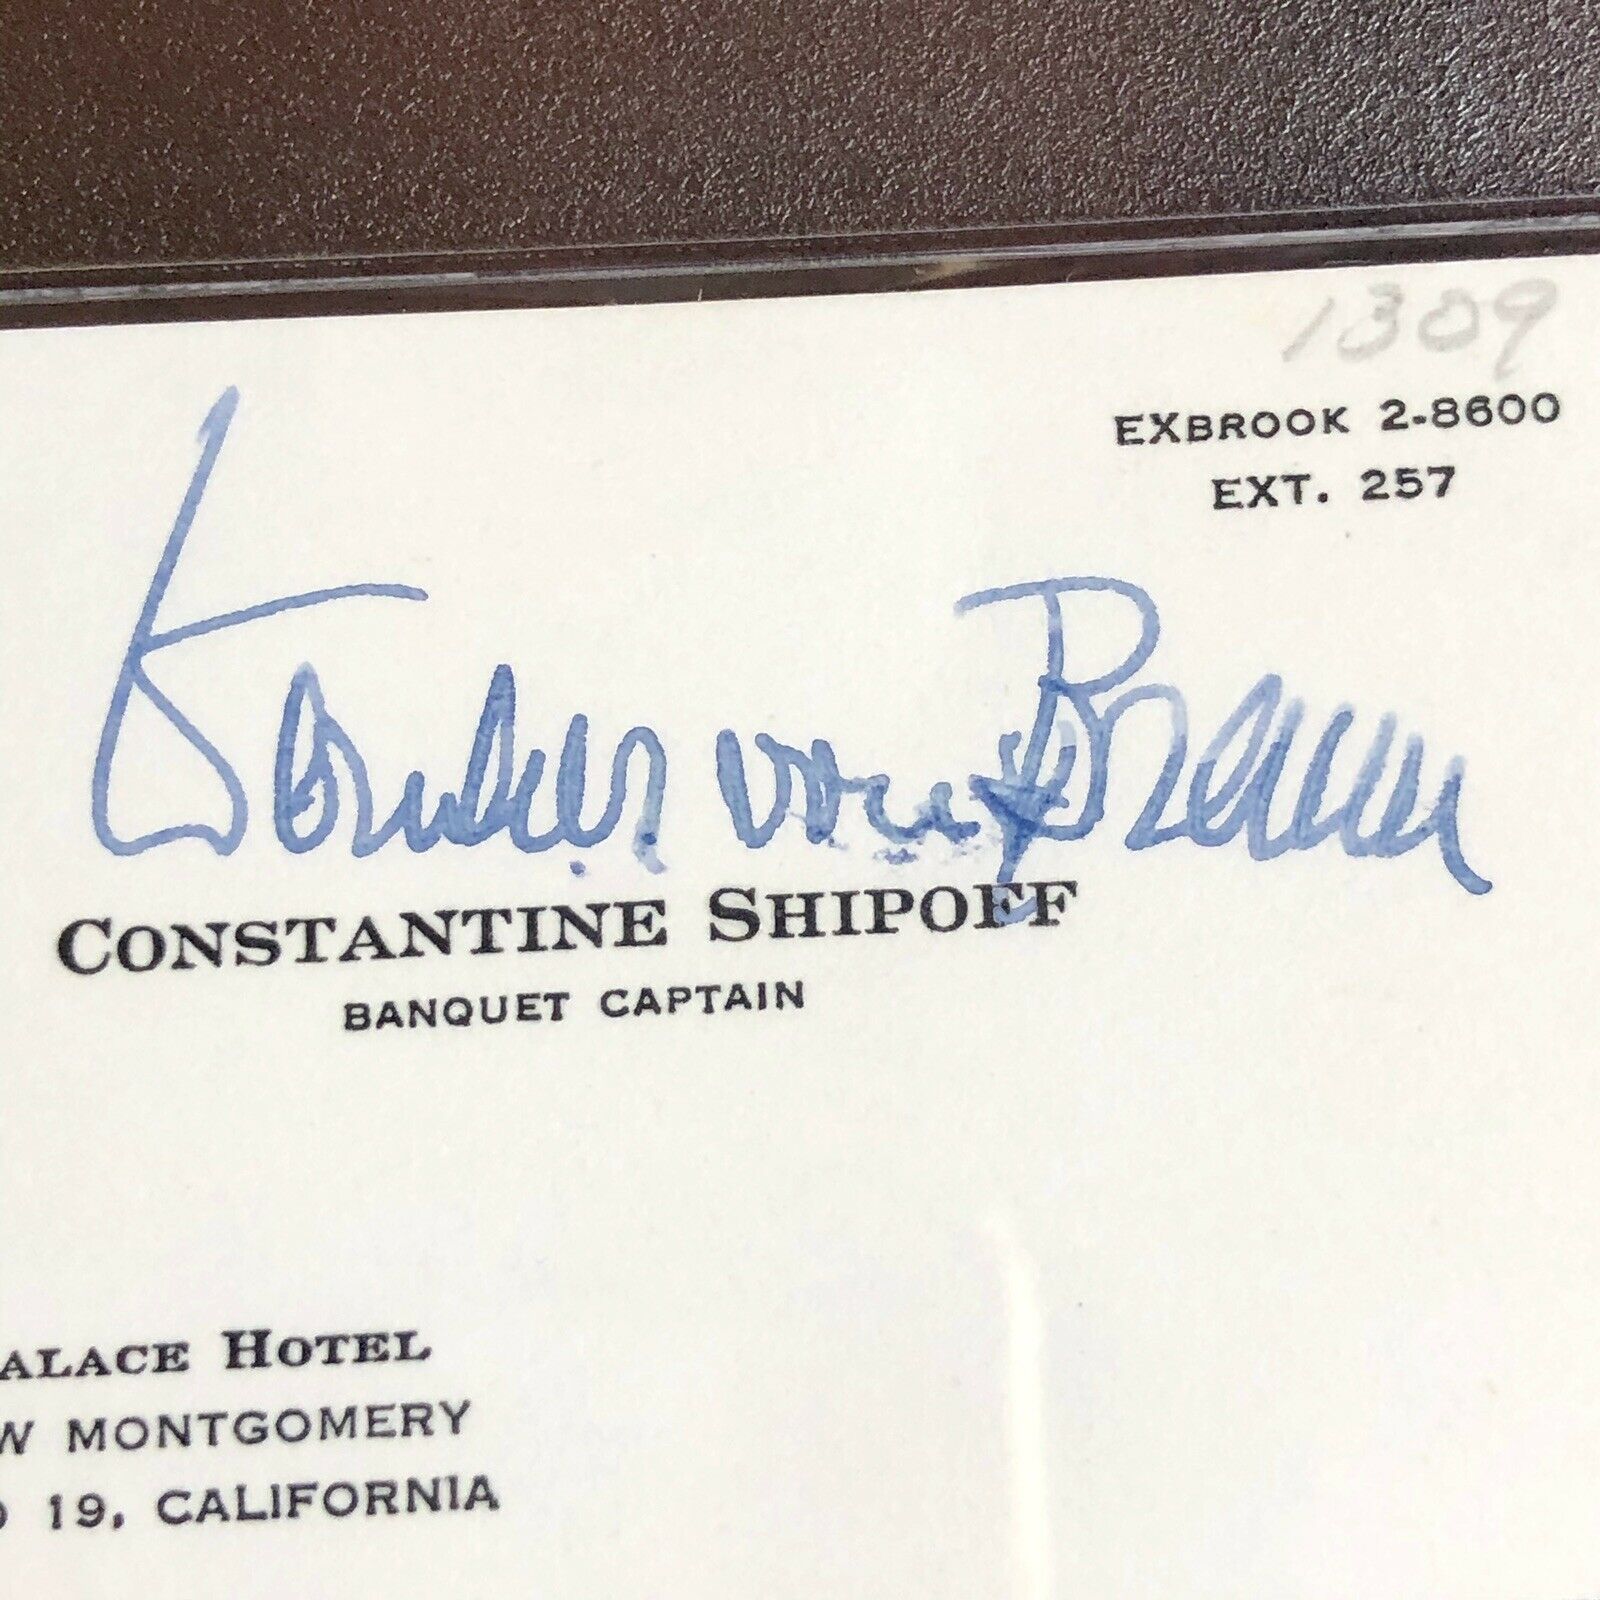 1309
EXBROOK 2-8600
EXT. 257
Wernher von Braun
CONSTANTINE SHIPOFF
BANQUET CAPTAIN
ALACE HOTEL
W MONTGOMERY
19, CALIFORNIA